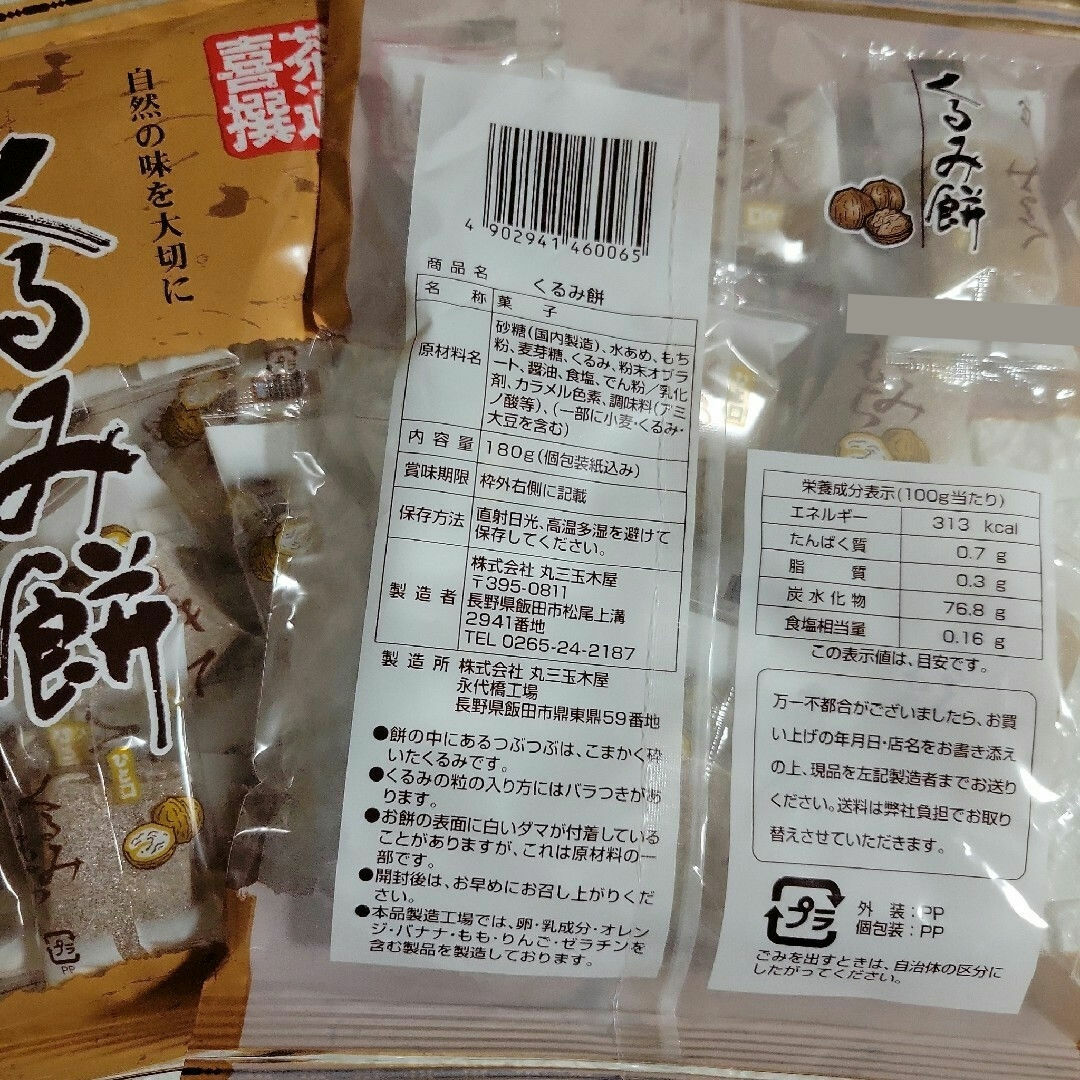 自然の味を大切に
喜撰
くるみ餅
4 902941 460065
商品名 くるみ餅
名称 菓子
原材料名 砂糖(国内製造)、水あめ、もち
粉、麦芽糖、くるみ、粉末オブラ
ート、醤油、食塩、でん粉/乳化
剤、カラメル色素、調味料(アミ
ノ酸等)、(一部に小麦・くるみ・
大豆を含む)
内容量 180g(個包装紙込み)
賞味期限 枠外右側に記載
保存方法 直射日光、高温多湿を避けて
保存してください。
製造者 株式会社 丸三玉木屋
〒395-0811
長野県飯田市松尾上溝
2941番地
TEL 0265-24-2187
製造所 株式会社 丸三玉木屋
永代橋工場
長野県飯田市鼎東鼎59番地
●餅の中にあるつぶつぶは、こまかく砕
いたくるみです。
●くるみの粒の入り方にはバラつきがあ
ります。
●お餅の表面に白いダマが付着している
ことがありますが、これは原材料の一
部です。
●開封後は、お早めにお召し上がりくだ
さい。
●本品製造工場では、卵・乳成分・オレン
ジ・バナナ・もも・りんご・ゼラチンを
含む製品を製造しております。
くるみ餅
栄養成分表示(100g当たり)
エネルギー 313 kcal
たんぱく質 0.7 g
脂質 0.3 g
炭水化物 76.8 g
食塩相当量 0.16 g
この表示値は、目安です。
万一不都合がございましたら、お買
い上げの年月日・店名をお書き添え
の上、現品を左記製造者までお送り
ください。送料は弊社負担でお取り
替えさせていただきます。
プラ
外装:PP
個包装:PP
ごみを出すときは、自治体の区分に
したがってください。
ひとロ
くるみ
プラ
PP